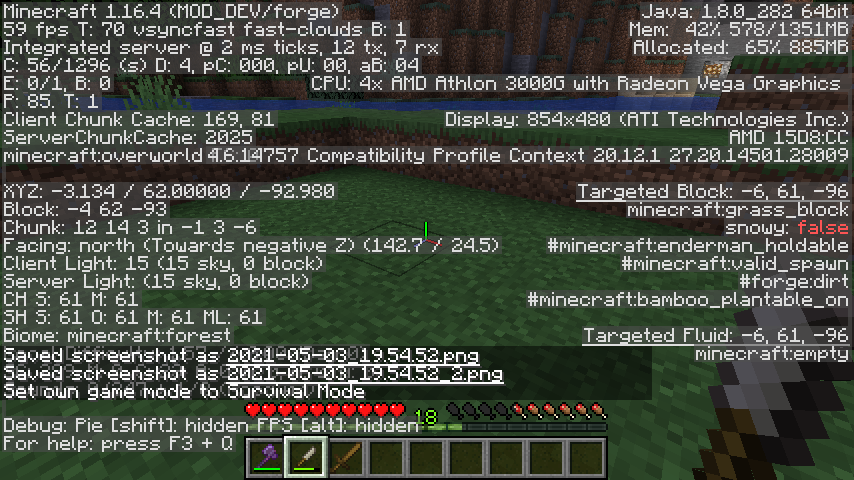 Minecraft 1.16.4 (MOD_DEV/forge)
59 fps T: 70 vsyncfast fast-clouds B: 1
Integrated server @ 2 ms ticks, 12 tx, 7 rx
C: 56/1296 (s) D: 4, pC: 000, pU: 00, aB: 04
E: 0/1, B: 0
P: 85. T: 1
Client Chunk Cache: 169, 81
ServerChunkCache: 2025
minecraft:overworld
XYZ: -3.134 / 62.00000 / -92.980
Block: -4 62 -93
Chunk: 12 14 3 in -1 3 -6
Facing: north (Towards negative Z) (142.7 / 24.5)
Client Light: 15 (15 sky, 0 block)
Server Light: (15 sky, 0 block)
CH S: 61 M: 61
SH S: 61 O: 61 M: 61 ML: 61
Biome: minecraft:forest
Saved screenshot as 2021-05-03_19.54.52.png
Saved screenshot as 2021-05-03_19.54.52_2.png
Set own game mode to Survival Mode
Debug: Pie [shift]: hidden FPS [alt]: hidden
For help: press F3 + Q
18
Java: 1.8.0_282 64bit
Mem: 42% 578/1351MB
Allocated: 65% 885MB
CPU: 4x AMD Athlon 3000G with Radeon Vega Graphics
Display: 854x480 (ATI Technologies Inc.)
AMD 15D8:CC
4.6.14757 Compatibility Profile Context 20.12.1 27.20.14501.28009
Targeted Block: -6, 61, -96
minecraft:grass_block
snowy: false
#minecraft:enderman_holdable
#minecraft:valid_spawn
#forge:dirt
#minecraft:bamboo_plantable_on
Targeted Fluid: -6, 61, -96
minecraft:empty